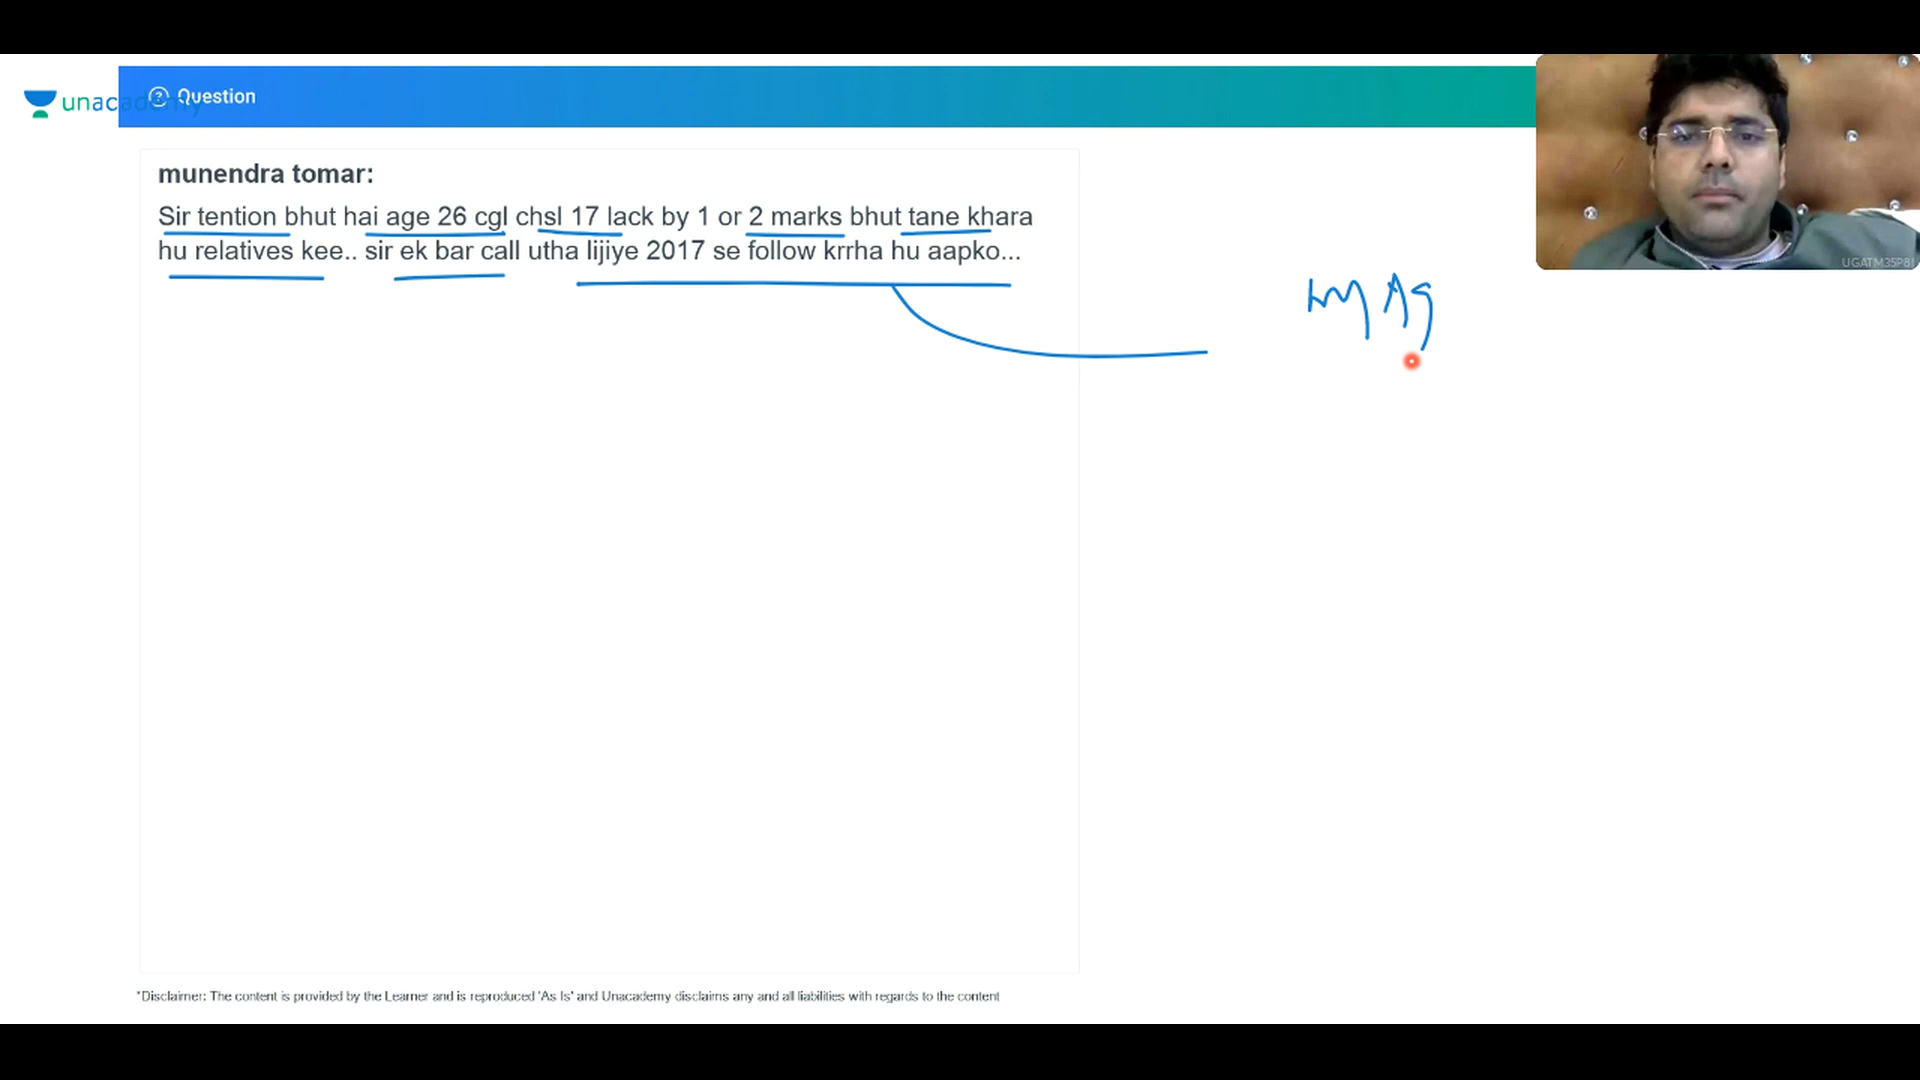 unacademy
Question
munendra tomar:
Sir tention bhut hai age 26 cgl chsl 17 lack by 1 or 2 marks bhut tane khara
hu relatives kee.. sir ek bar call utha lijiye 2017 se follow krrha hu aapko...
UGATM35P81
*Disclaimer: The content is provided by the Learner and is reproduced 'As Is' and Unacademy disclaims any and all liabilities with regards to the content